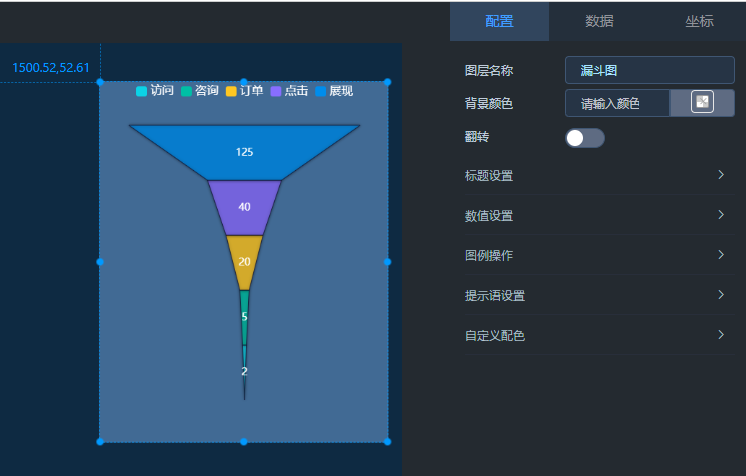 配置 数据 坐标
1500.52,52.61
访问 咨询 订单 点击 展现
125
40
20
5
2
图层名称 漏斗图
背景颜色 请输入颜色
翻转
标题设置
数值设置
图例操作
提示语设置
自定义配色